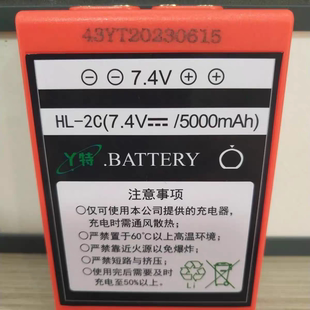 43YT20230615
⊖ ⊖ 7.4V ⊕ ⊕
HL-2C(7.4V⎓/5000mAh)
Y特.BATTERY
注意事项
●仅可使用本公司提供的充电器，
充电时需通风散热；
●严禁置于60℃以上高温环境；
●严禁靠近火源以免爆炸；
●严禁短路与挤压；
●使用完后需要及时
充电至50%以上。
Li